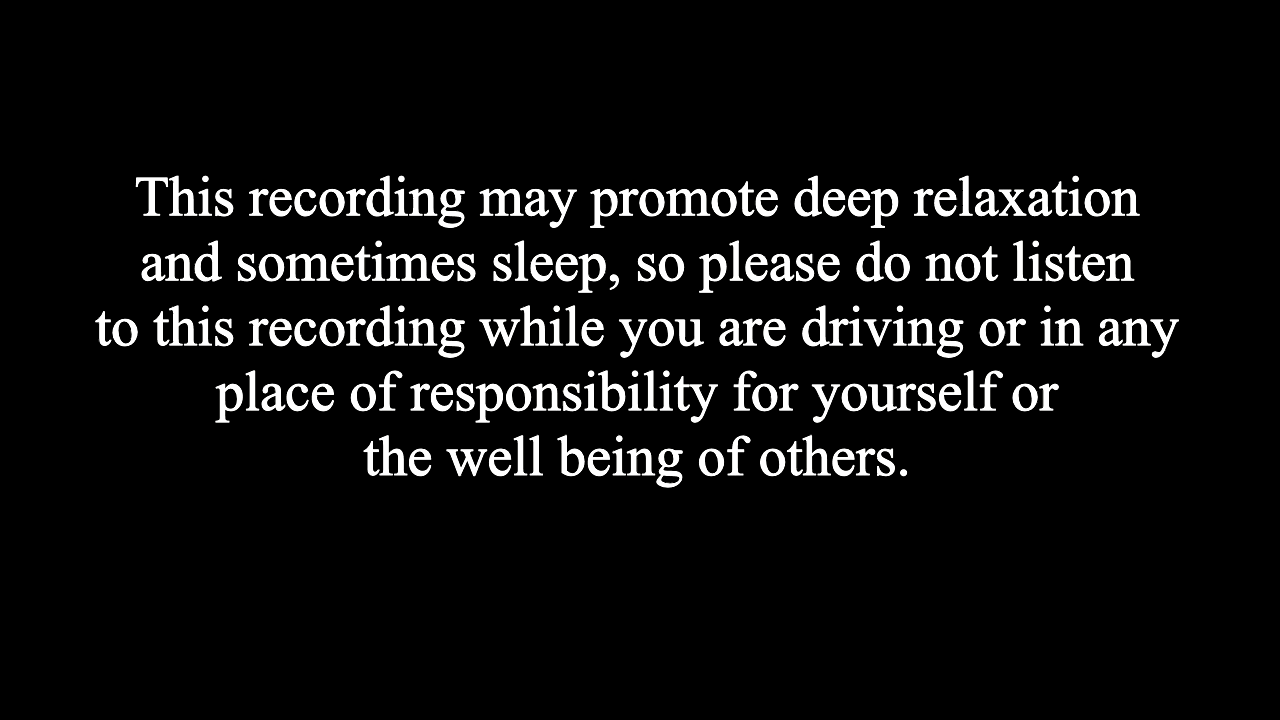 This recording may promote deep relaxation
and sometimes sleep, so please do not listen
to this recording while you are driving or in any
place of responsibility for yourself or
the well being of others.